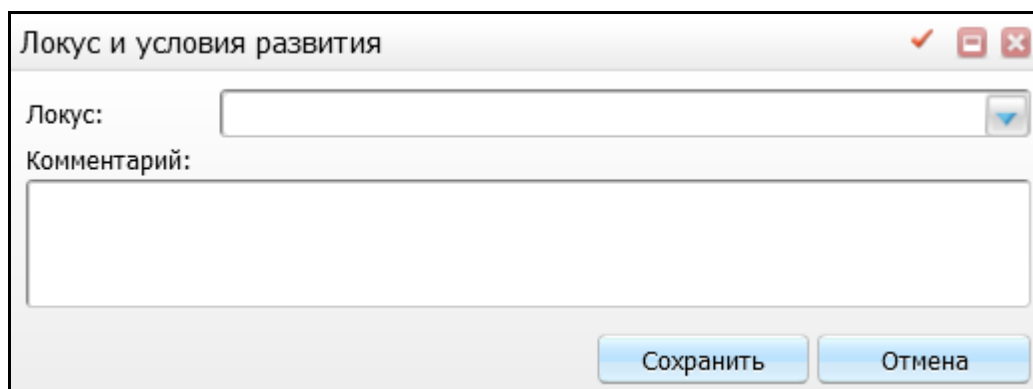 Локус и условия развития
Локус:
Комментарий:
Сохранить Отмена